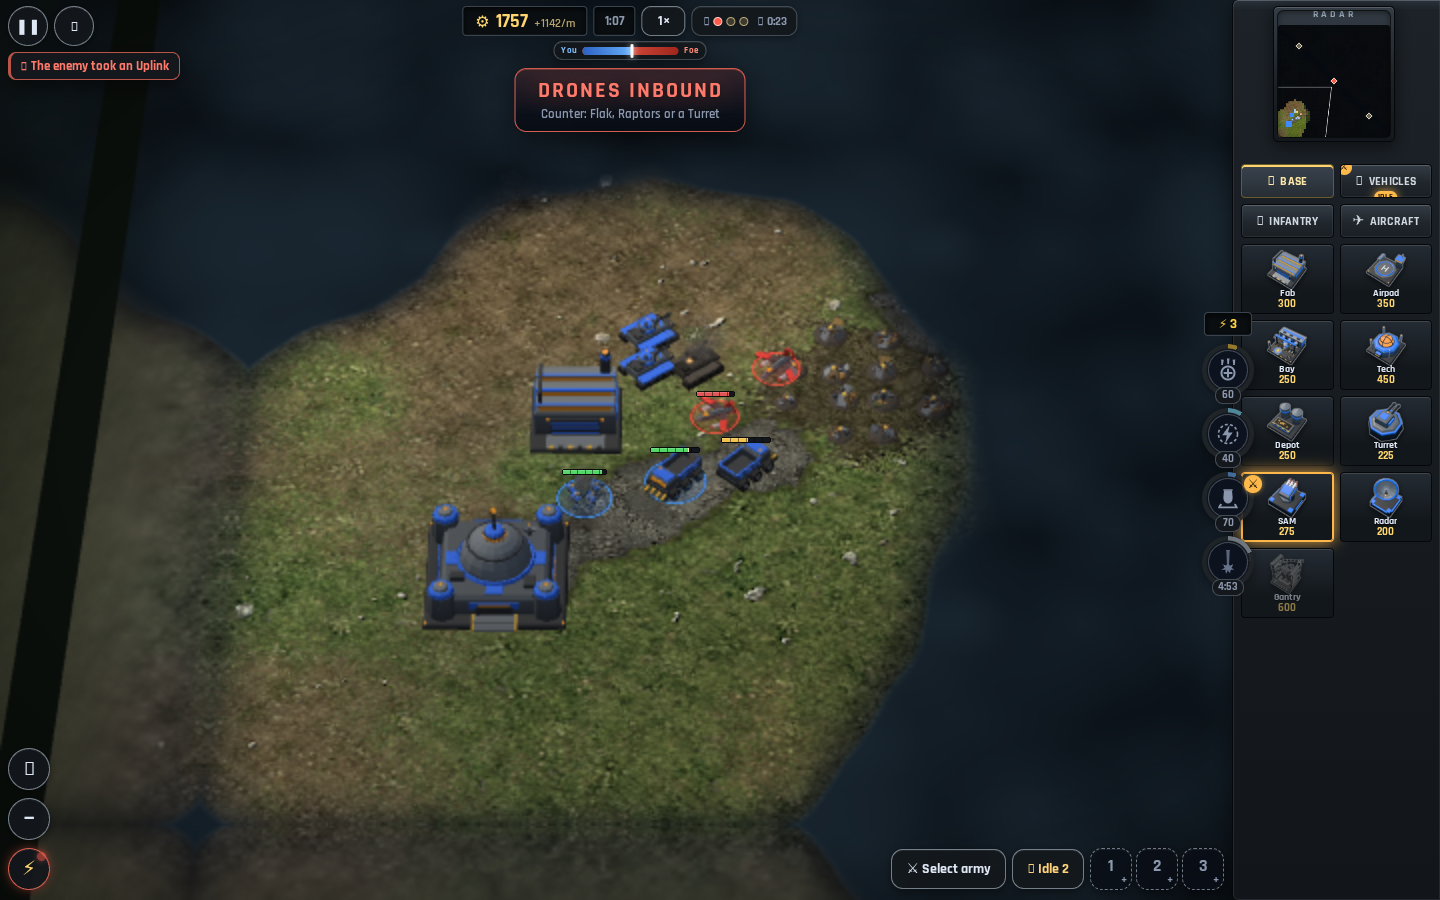 1757 +1142/m
1:07
1×
0:23
You Foe
The enemy took an Uplink
DRONES INBOUND
Counter: Flak, Raptors or a Turret
RADAR
BASE
VEHICLES
IDLE
INFANTRY
AIRCRAFT
Fab
300
Airpad
350
3
Bay
250
Tech
450
60
Depot
250
Turret
225
40
SAM
275
Radar
200
70
Gantry
600
4:53
Select army
Idle 2
1
2
3